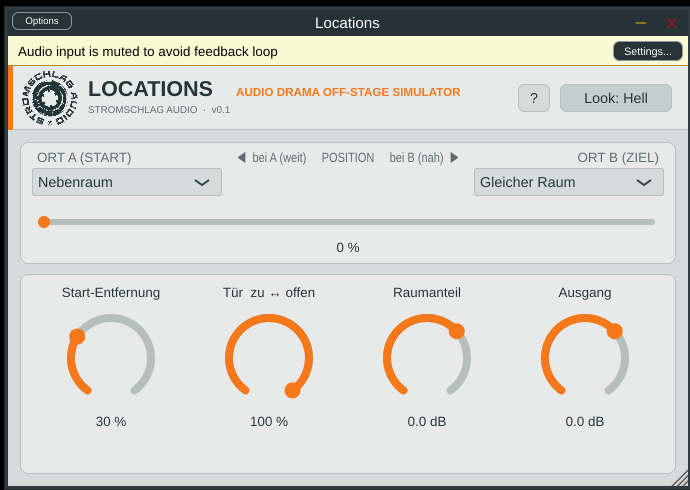 Options
Locations
Audio input is muted to avoid feedback loop
Settings...
STROMSCHLAG AUDIO
LOCATIONS
AUDIO DRAMA OFF-STAGE SIMULATOR
STROMSCHLAG AUDIO · v0.1
?
Look: Hell
ORT A (START)
◀ bei A (weit) POSITION bei B (nah) ▶
ORT B (ZIEL)
Nebenraum
Gleicher Raum
0 %
Start-Entfernung
Tür zu ↔ offen
Raumanteil
Ausgang
30 %
100 %
0.0 dB
0.0 dB